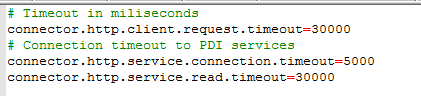 # Timeout in miliseconds
connector.http.client.request.timeout=30000
# Connection timeout to PDI services
connector.http.service.connection.timeout=5000
connector.http.service.read.timeout=30000